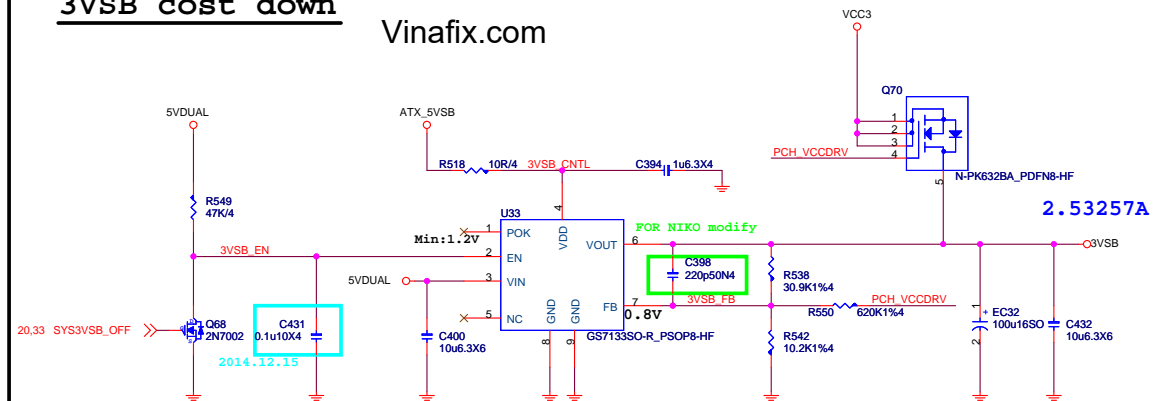 3VSB cost down
Vinafix.com
VCC3
Q70
1
2
3
PCH_VCCDRV 4
5
N-PK632BA_PDFN8-HF
2.53257A
5VDUAL
ATX_5VSB
R518 10R/4 3VSB_CNTL C394 1u6.3X4
R549
47K/4
U33
4
FOR NIKO modify
Min:1.2V
1 POK
VDD
VOUT 6
3VSB
3VSB_EN
2 EN
C398
220p50N4
R538
30.9K1%4
5VDUAL
3 VIN
3VSB_FB
PCH_VCCDRV
FB 7
0.8V
R550 620K1%4
5 NC
GND
GND
GS7133SO-R_PSOP8-HF
8
9
20,33 SYS3VSB_OFF
Q68
2N7002
C431
0.1u10X4
2014.12.15
C400
10u6.3X6
R542
10.2K1%4
1
+
EC32
100u16SO
2
C432
10u6.3X6